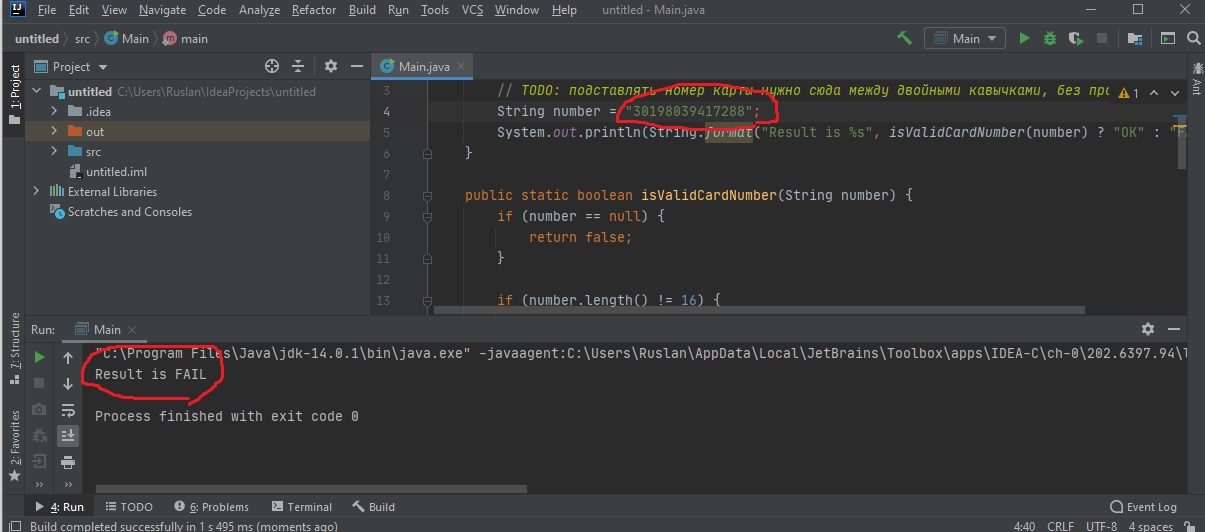 File Edit View Navigate Code Analyze Refactor Build Run Tools VCS Window Help untitled - Main.java
untitled src Main main
Main
1: Project
Project
Main.java
Ant
untitled C:\Users\Ruslan\IdeaProjects\untitled
.idea
out
src
untitled.iml
External Libraries
Scratches and Consoles
3 // TODO: подставлять номер карты нужно сюда между двойными кавычками, без про
1
4 String number = "30198039417288";
5 System.out.println(String.format("Result is %s", isValidCardNumber(number) ? "OK" : "F
6 }
7
8 public static boolean isValidCardNumber(String number) {
9 if (number == null) {
10 return false;
11 }
12
13 if (number.length() != 16) {
7: Structure
2: Favorites
Run: Main
"C:\Program Files\Java\jdk-14.0.1\bin\java.exe" -javaagent:C:\Users\Ruslan\AppData\Local\JetBrains\Toolbox\apps\IDEA-C\ch-0\202.6397.94\
Result is FAIL
Process finished with exit code 0
4: Run TODO 6: Problems Terminal Build Event Log
Build completed successfully in 1 s 495 ms (moments ago) 4:40 CRLF UTF-8 4 spaces